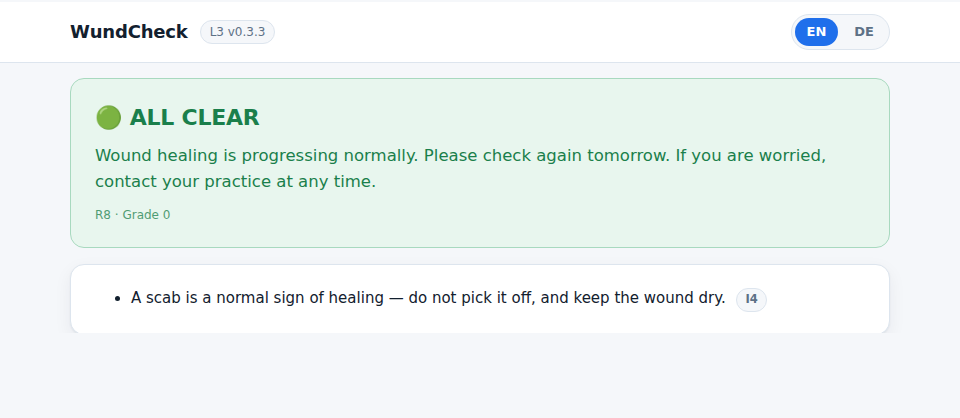 WundCheck L3 v0.3.3 EN DE
ALL CLEAR
Wound healing is progressing normally. Please check again tomorrow. If you are worried,
contact your practice at any time.
R8 · Grade 0
• A scab is a normal sign of healing — do not pick it off, and keep the wound dry. I4